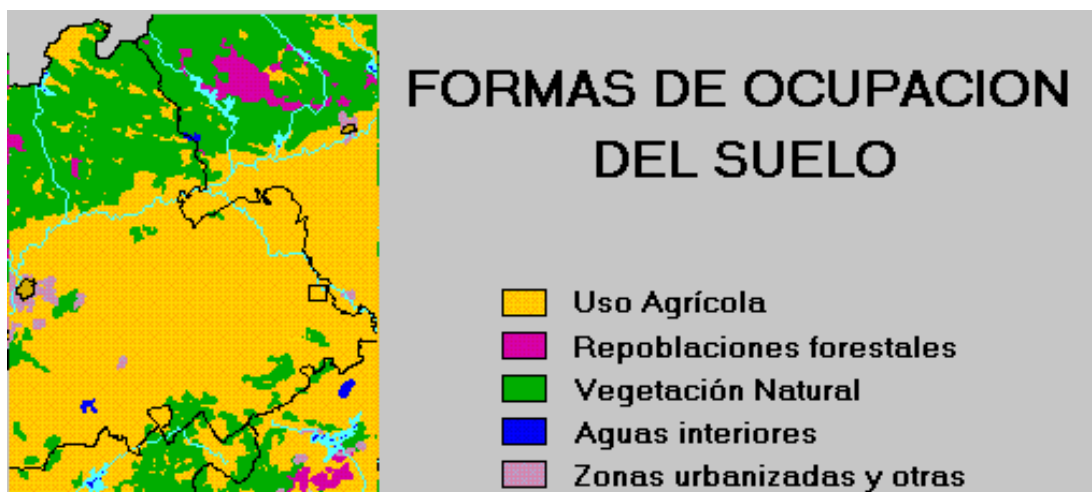 FORMAS DE OCUPACION
DEL SUELO
Uso Agrícola
Repoblaciones forestales
Vegetación Natural
Aguas interiores
Zonas urbanizadas y otras